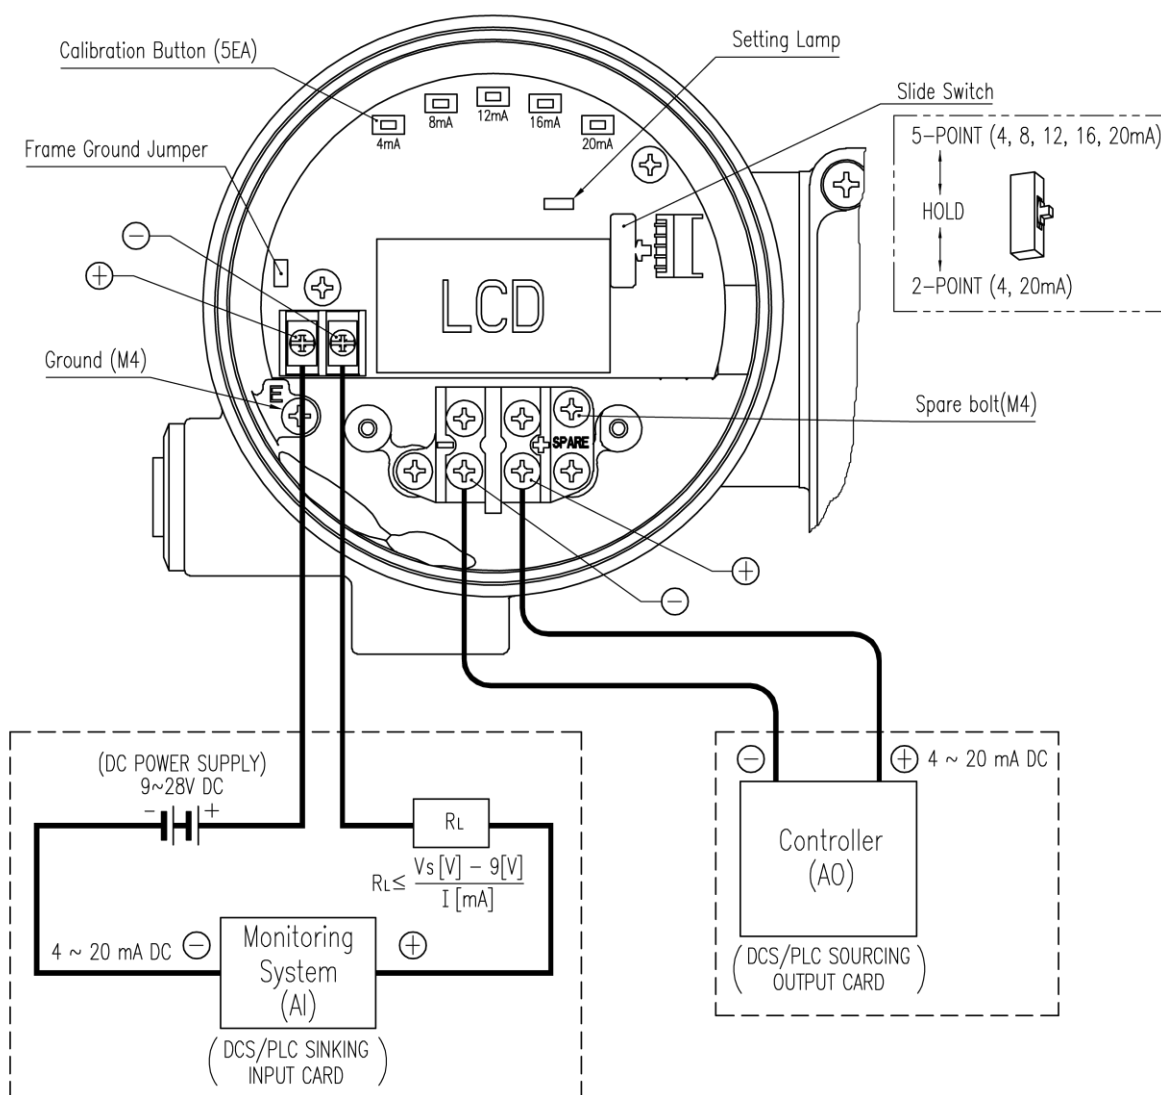 Calibration Button (5EA)
Setting Lamp
Slide Switch
4mA
8mA
12mA
16mA
20mA
5-POINT (4, 8, 12, 16, 20mA)
HOLD
2-POINT (4, 20mA)
Frame Ground Jumper
−
+
LCD
Ground (M4)
E
Spare bolt(M4)
−
+
SPARE
+
−
(DC POWER SUPPLY)
9~28V DC
− +
RL
RL≤ Vs[V] − 9[V]
I [mA]
4 ~ 20 mA DC − +
Monitoring
System
(AI)
(DCS/PLC SINKING
INPUT CARD)
− + 4 ~ 20 mA DC
Controller
(AO)
(DCS/PLC SOURCING
OUTPUT CARD)